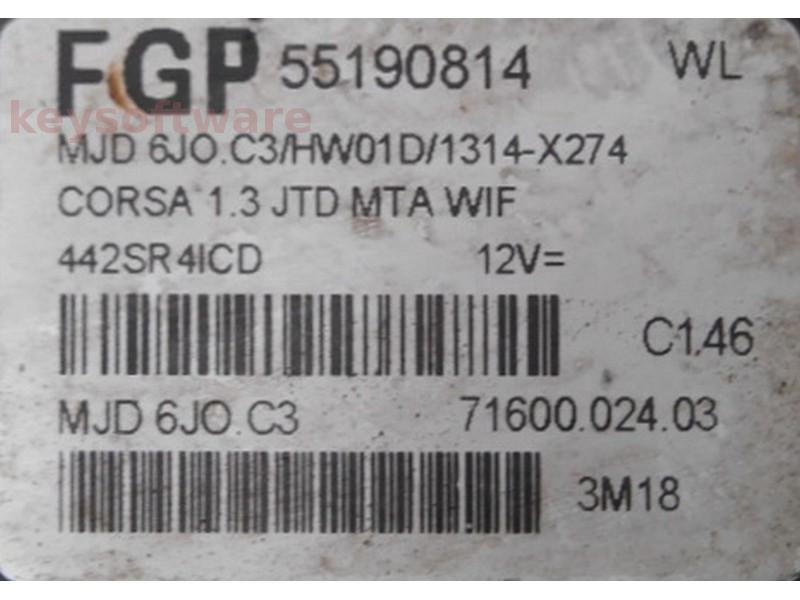 FGP 55190814 WL
keysoftware
MJD 6JO.C3/HW01D/1314-X274
CORSA 1.3 JTD MTA WIF
442SR4ICD 12V=
C1.46
MJD 6JO.C3 71600.024.03
3M18